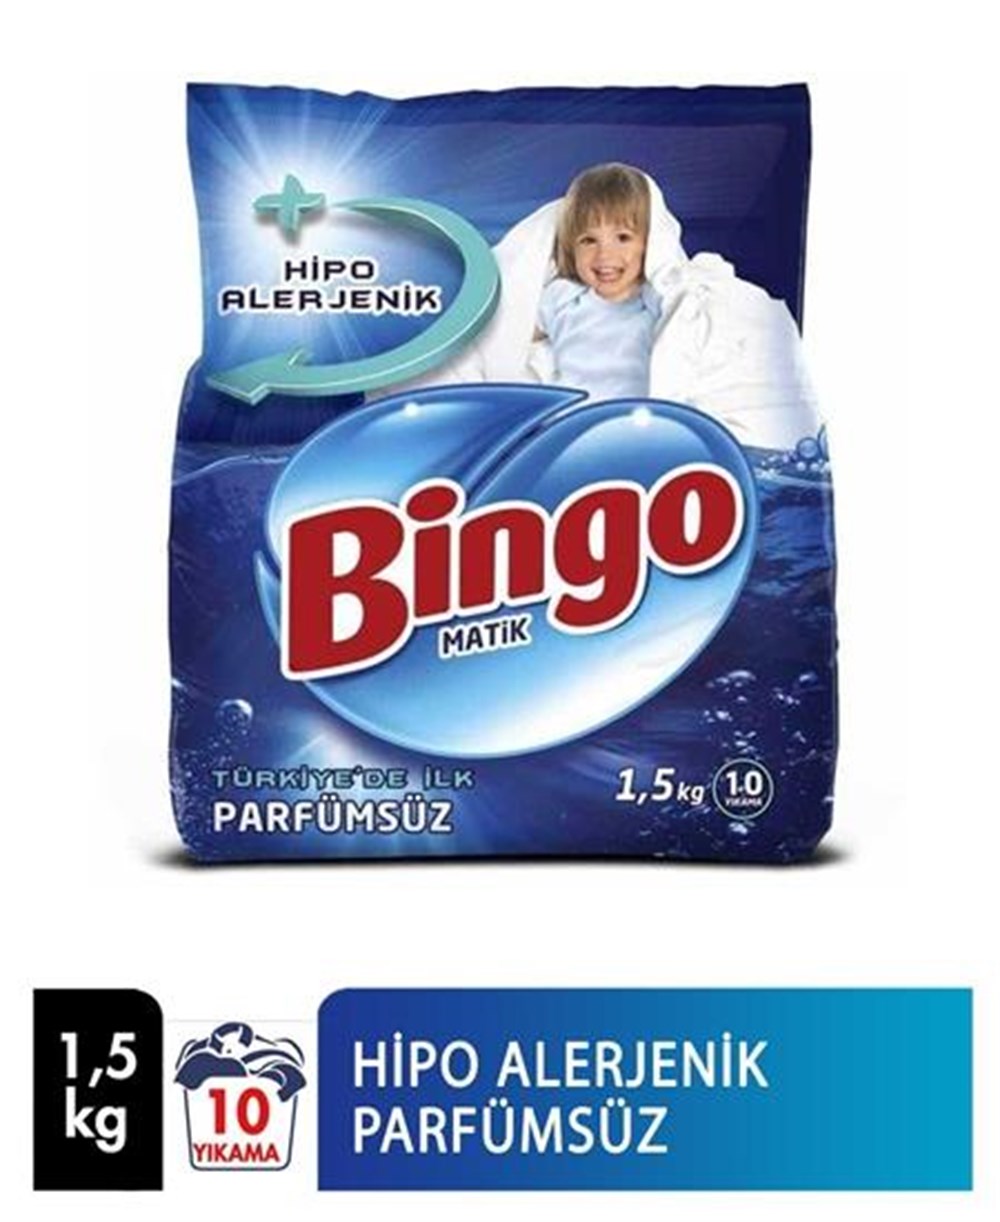 HİPO
ALERJENİK
Bingo
MATİK
TÜRKİYE'DE İLK
PARFÜMSÜZ
1,5kg
10
YIKAMA
1,5
kg
10
YIKAMA
HİPO ALERJENİK
PARFÜMSÜZ